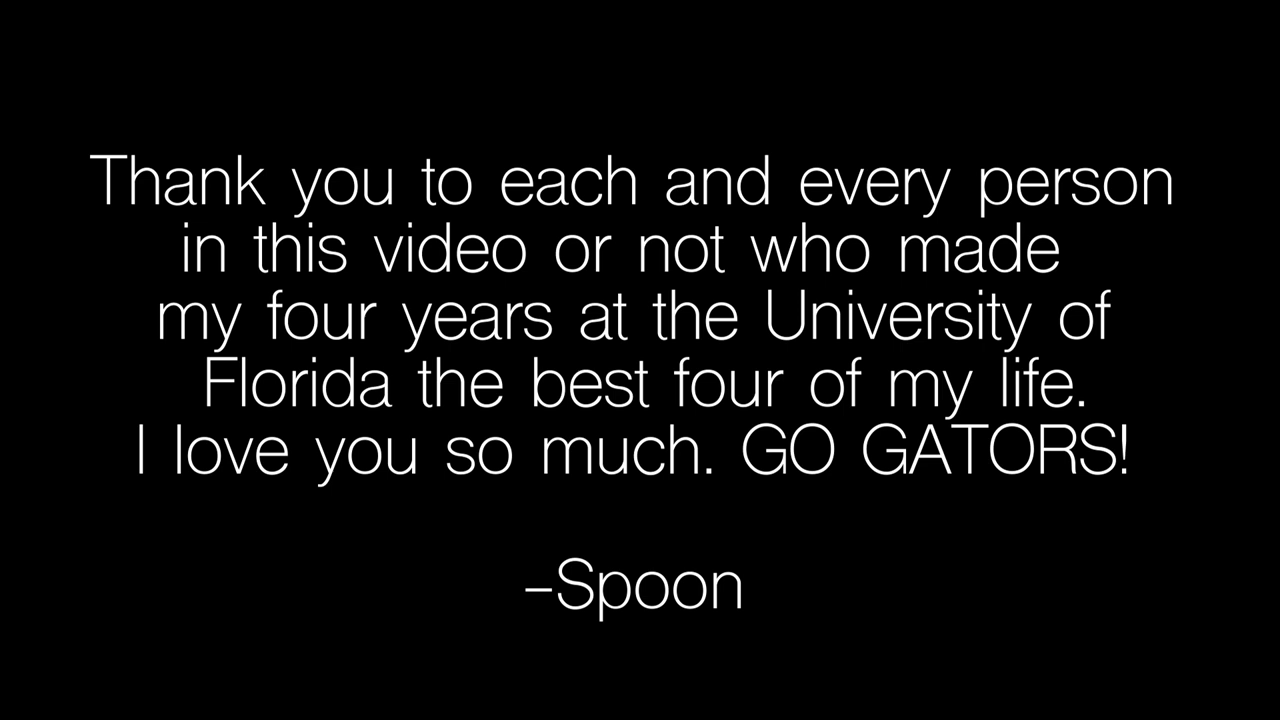 Thank you to each and every person
in this video or not who made
my four years at the University of
Florida the best four of my life.
I love you so much. GO GATORS!
–Spoon